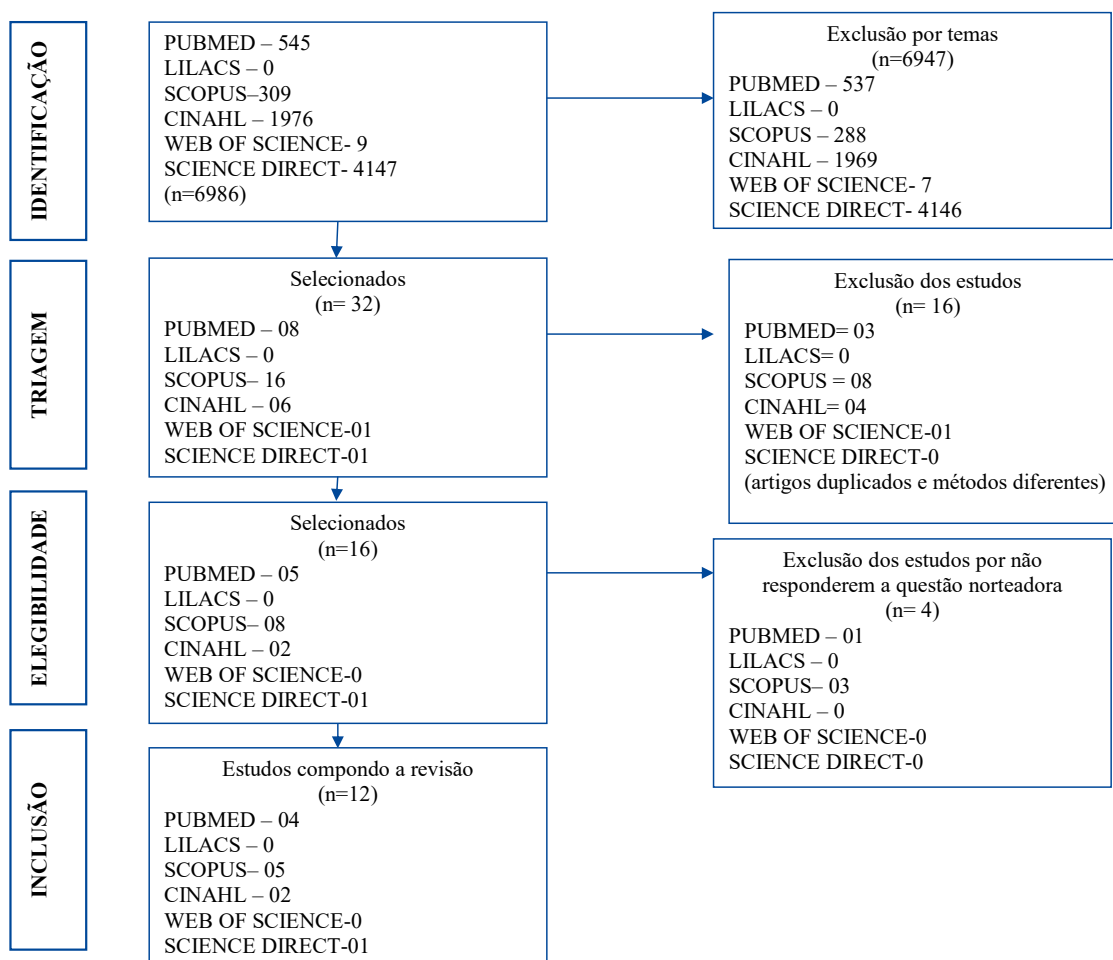 IDENTIFICAÇÃO
PUBMED – 545
LILACS – 0
SCOPUS–309
CINAHL – 1976
WEB OF SCIENCE- 9
SCIENCE DIRECT- 4147
(n=6986)
Exclusão por temas
(n=6947)
PUBMED – 537
LILACS – 0
SCOPUS – 288
CINAHL – 1969
WEB OF SCIENCE- 7
SCIENCE DIRECT- 4146
TRIAGEM
Selecionados
(n= 32)
PUBMED – 08
LILACS – 0
SCOPUS– 16
CINAHL – 06
WEB OF SCIENCE-01
SCIENCE DIRECT-01
Exclusão dos estudos
(n= 16)
PUBMED= 03
LILACS= 0
SCOPUS = 08
CINAHL= 04
WEB OF SCIENCE-01
SCIENCE DIRECT-0
(artigos duplicados e métodos diferentes)
ELEGIBILIDADE
Selecionados
(n=16)
PUBMED – 05
LILACS – 0
SCOPUS– 08
CINAHL – 02
WEB OF SCIENCE-0
SCIENCE DIRECT-01
Exclusão dos estudos por não
responderem a questão norteadora
(n= 4)
PUBMED – 01
LILACS – 0
SCOPUS– 03
CINAHL – 0
WEB OF SCIENCE-0
SCIENCE DIRECT-0
INCLUSÃO
Estudos compondo a revisão
(n=12)
PUBMED – 04
LILACS – 0
SCOPUS– 05
CINAHL – 02
WEB OF SCIENCE-0
SCIENCE DIRECT-01